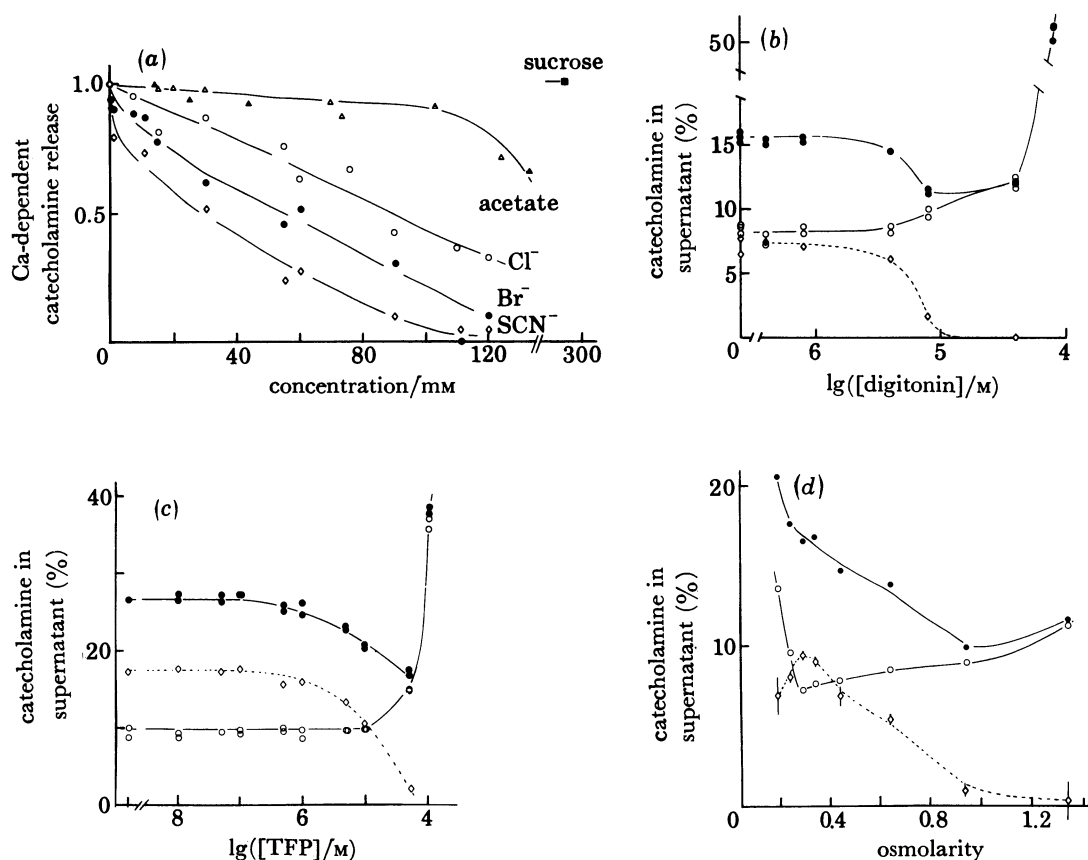 (a)
sucrose
1.0
0.5
Ca-dependent
catecholamine release
acetate
Cl⁻
Br⁻
SCN⁻
0
40
80
120
300
concentration/mM
(b)
50
15
10
5
catecholamine in
supernatant (%)
0
6
5
4
lg([digitonin]/M)
(c)
40
20
0
catecholamine in
supernatant (%)
8
6
4
lg([TFP]/M)
(d)
20
10
catecholamine in
supernatant (%)
0
0.4
0.8
1.2
osmolarity